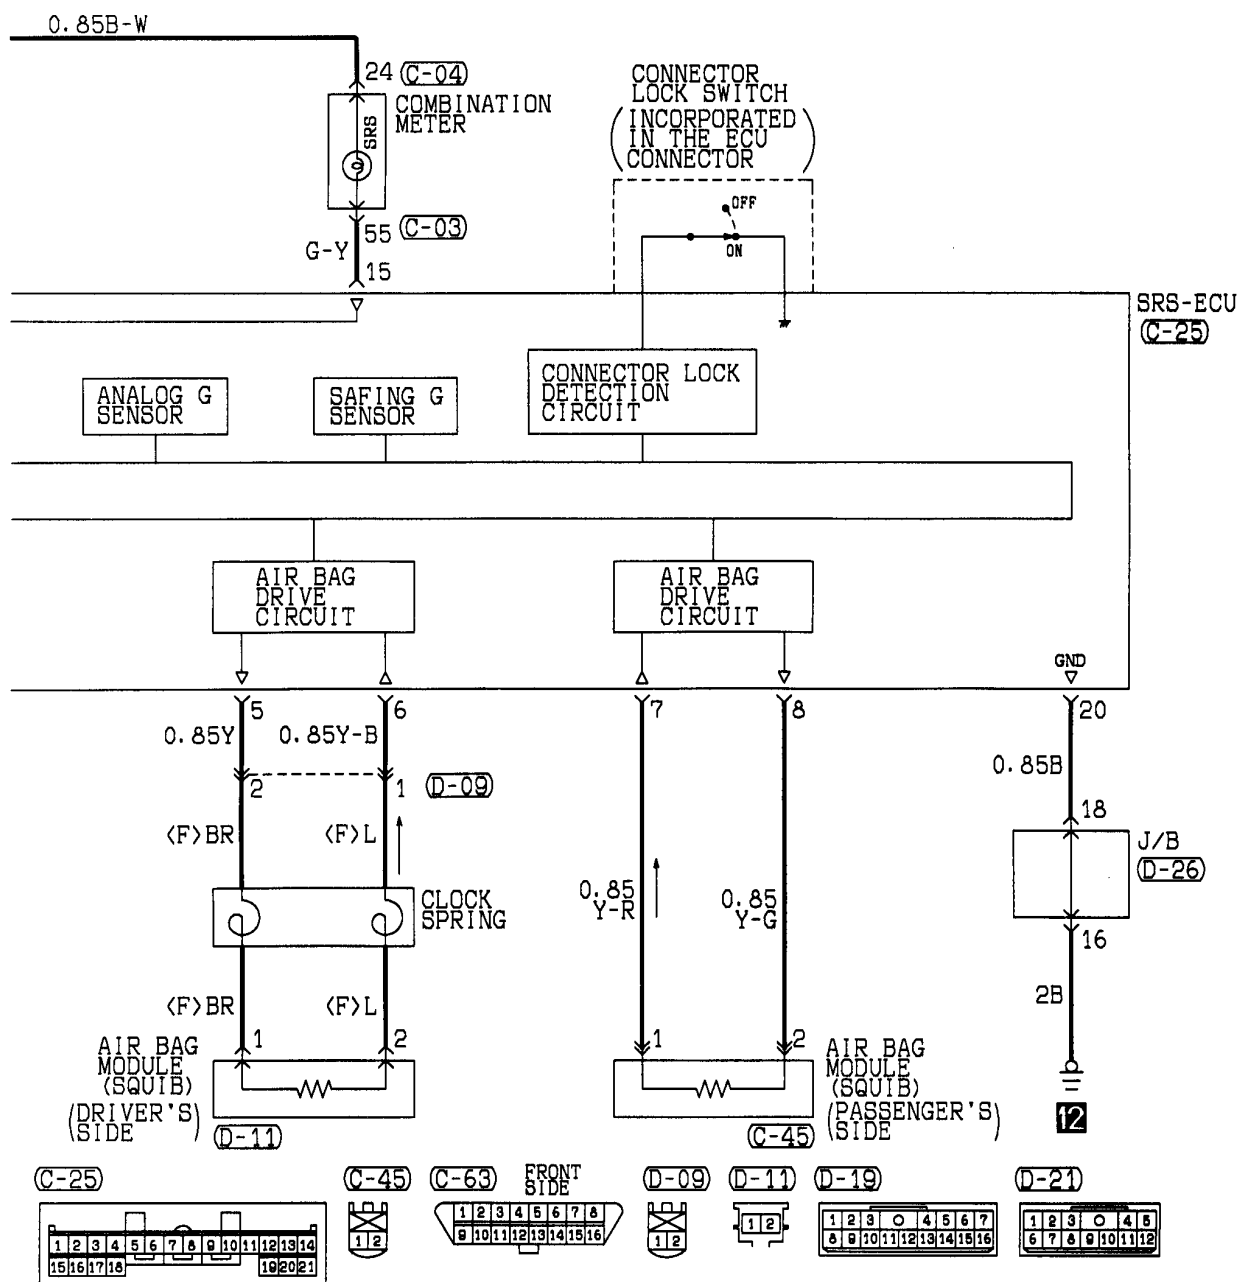 0.85B-W
24 C-04
COMBINATION
METER
SRS
55 C-03
G-Y
15
CONNECTOR
LOCK SWITCH
(INCORPORATED
IN THE ECU
CONNECTOR)
OFF
ON
SRS-ECU
C-25
ANALOG G
SENSOR
SAFING G
SENSOR
CONNECTOR LOCK
DETECTION
CIRCUIT
AIR BAG
DRIVE
CIRCUIT
AIR BAG
DRIVE
CIRCUIT
GND
5 6 7 8 20
0.85Y 0.85Y-B
0.85B
2 1 D-09
18
<F>BR <F>L
J/B
D-26
CLOCK
SPRING
0.85
Y-R
0.85
Y-G
16
2B
<F>BR <F>L
1 2 1 2
AIR BAG
MODULE
(SQUIB)
(DRIVER'S)
SIDE
D-11
AIR BAG
MODULE
(SQUIB)
(PASSENGER'S)
SIDE
C-45
12
C-25 C-45 C-63 FRONT
SIDE D-09 D-11 D-19 D-21
1 2 3 4 5 6 7 8 9 10 11 12 13 14
15 16 17 18 19 20 21
1 2
1 2 3 4 5 6 7 8
9 10 11 12 13 14 15 16
1 2
1 2
1 2 3 4 5 6 7
8 9 10 11 12 13 14 15 16
1 2 3 4 5
6 7 8 9 10 11 12